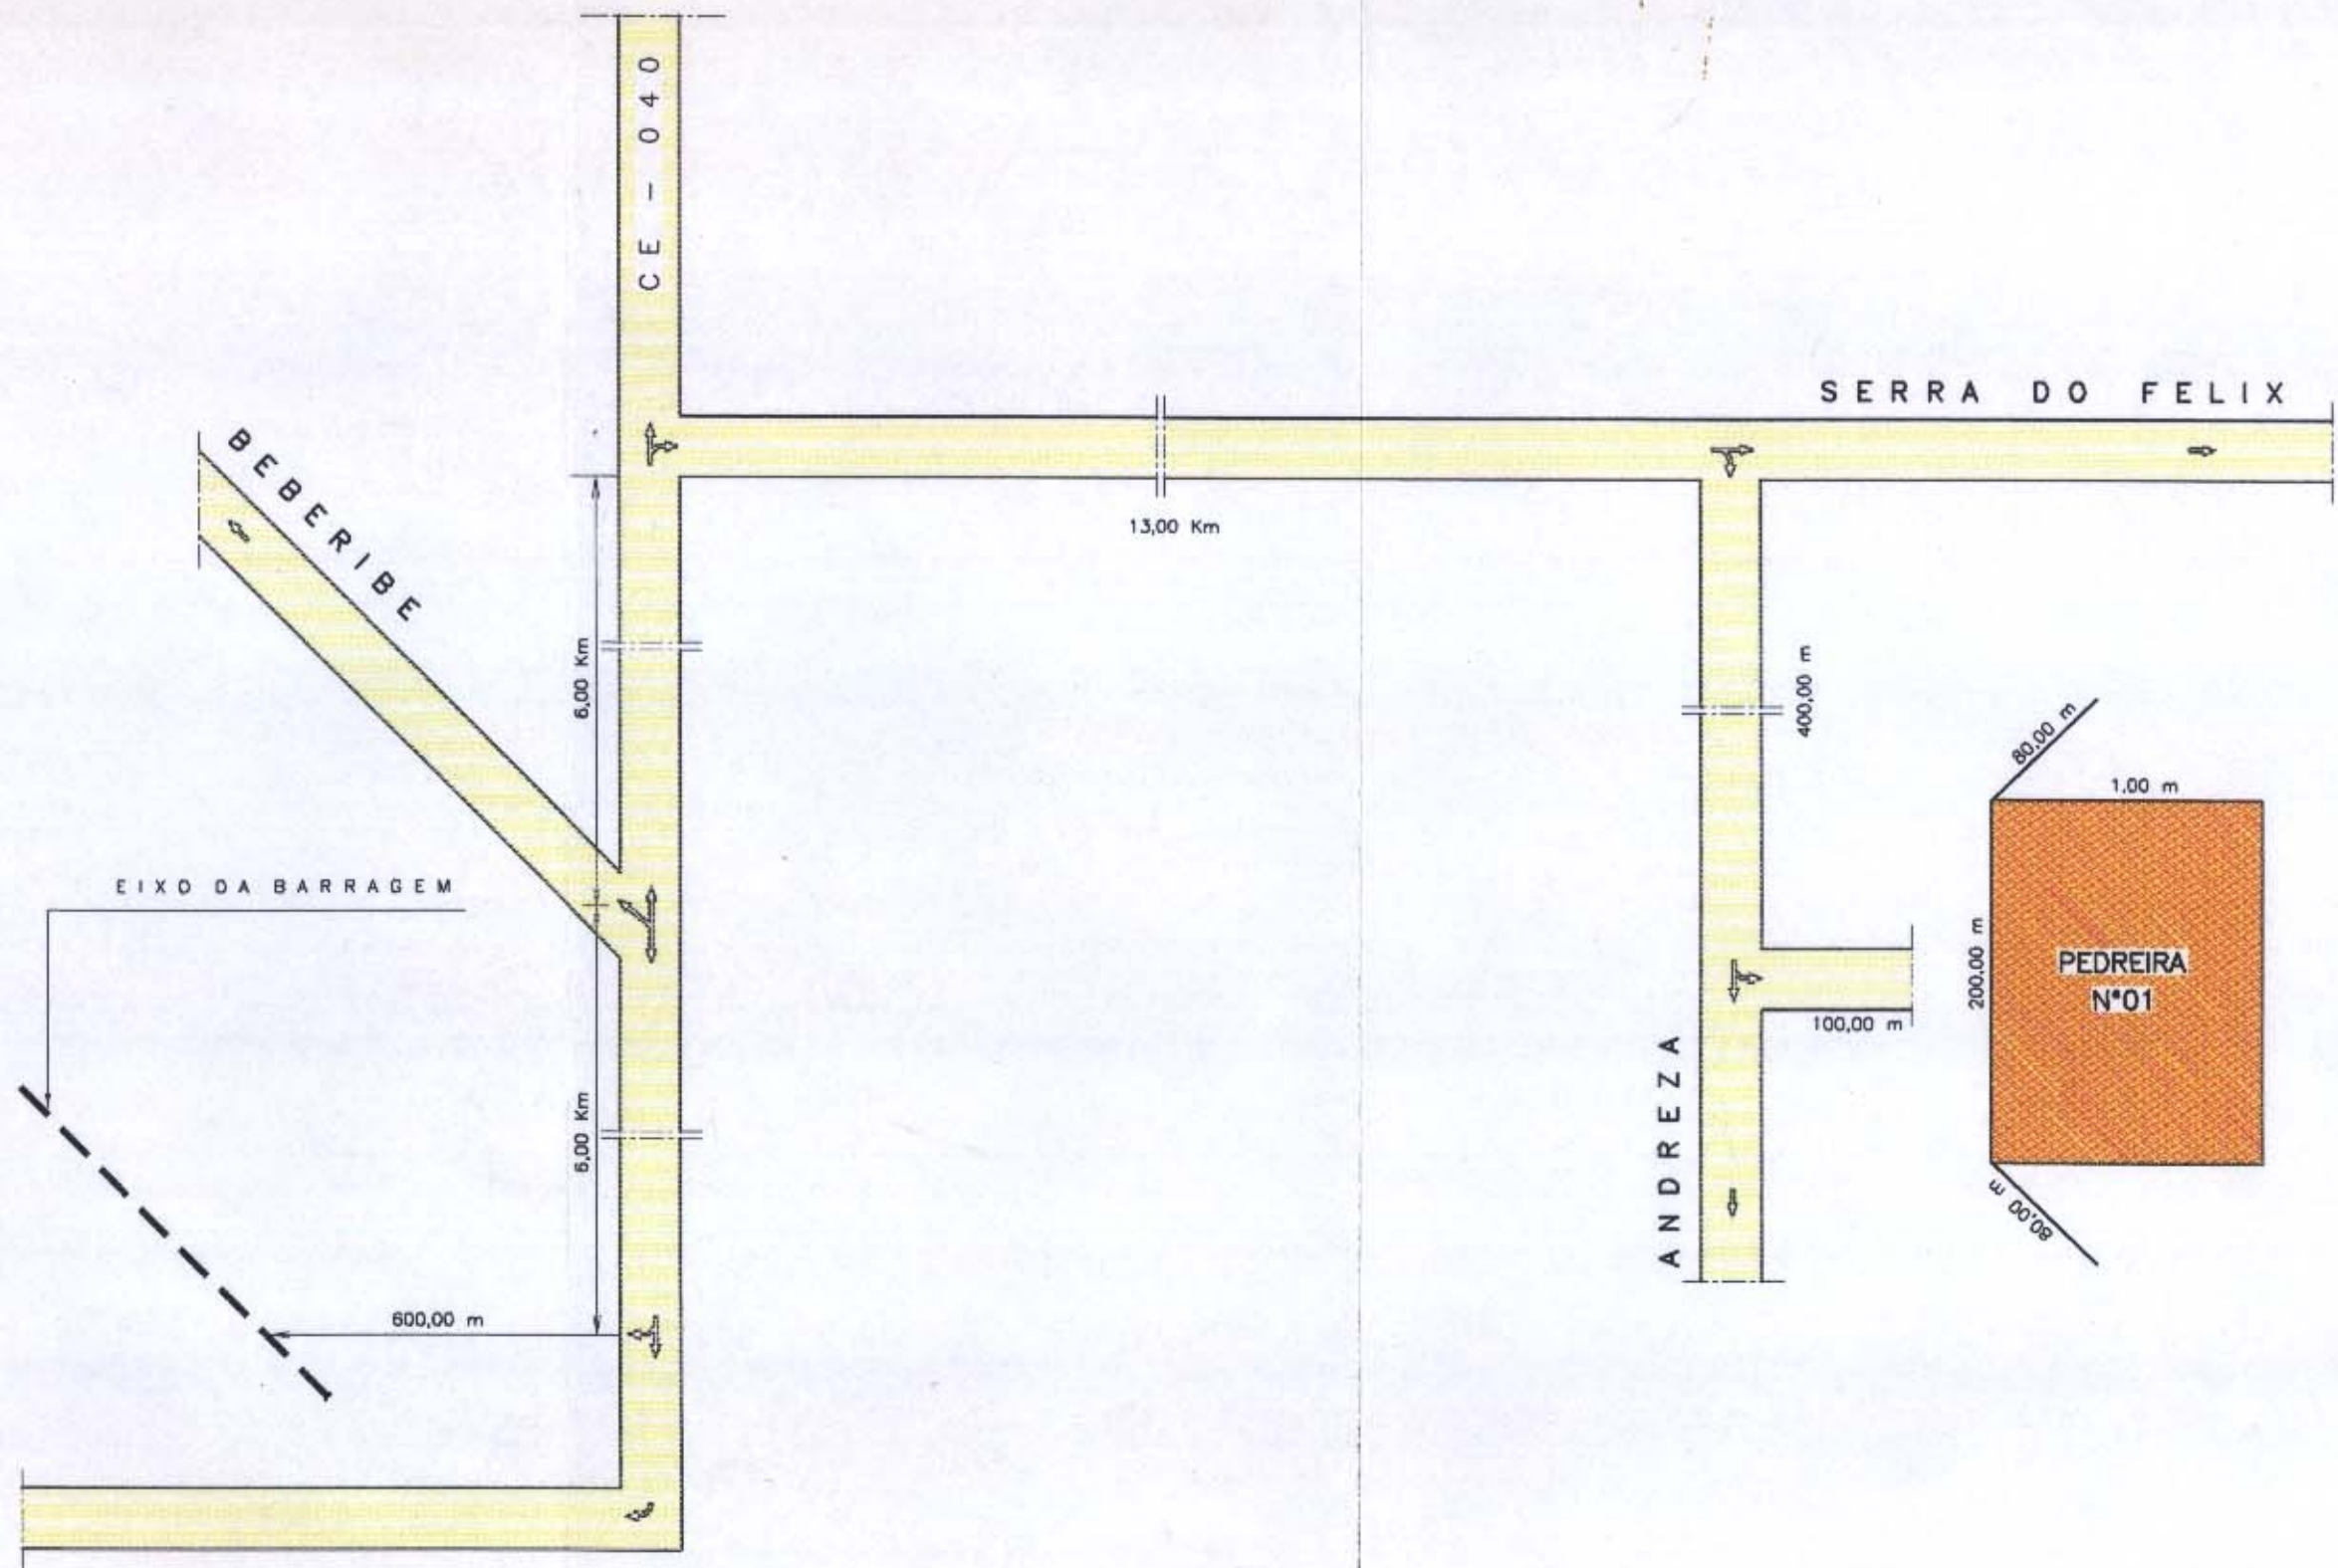 CE-040
SERRA DO FELIX
BEBERIBE
13,00 Km
6,00 Km
400,00 E
80,00 m
1.00 m
EIXO DA BARRAGEM
200.00 m
PEDREIRA
N°01
100,00 m
ANDREZA
6,00 Km
80,00 m
600,00 m